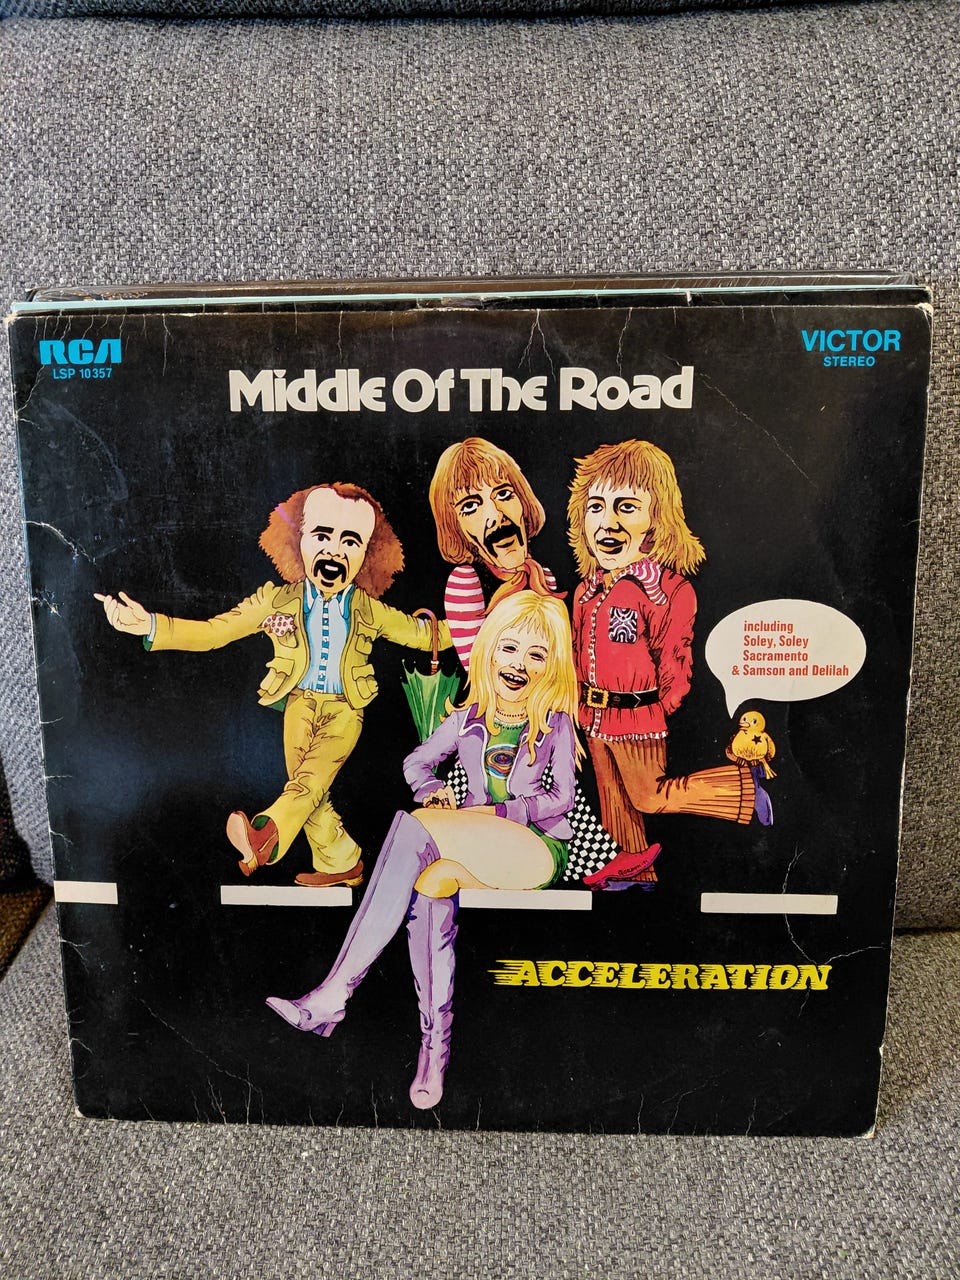 RCA
LSP 10357
VICTOR
STEREO
Middle Of The Road
including
Soley, Soley
Sacramento
& Samson and Delilah
ACCELERATION